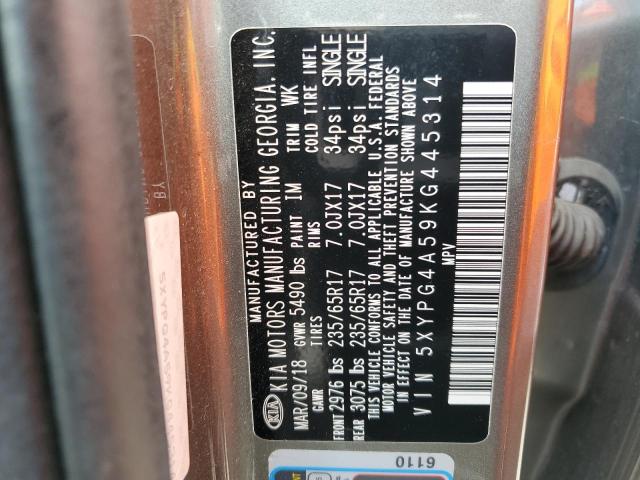 MANUFACTURED BY
KIA KIA MOTORS MANUFACTURING GEORGIA, INC.
MAR/09/18 GVWR 5490 lbs PAINT IM TRIM WK
GAWR TIRES RIMS COLD TIRE INFL
FRONT 2976 lbs 235/65R17 7.0JX17 34psi SINGLE
REAR 3075 lbs 235/65R17 7.0JX17 34psi SINGLE
THIS VEHICLE CONFORMS TO ALL APPLICABLE U.S.A. FEDERAL
MOTOR VEHICLE SAFETY AND THEFT PREVENTION STANDARDS
IN EFFECT ON THE DATE OF MANUFACTURE SHOWN ABOVE
VIN 5XYPG4A59KG445314
MPV
6110